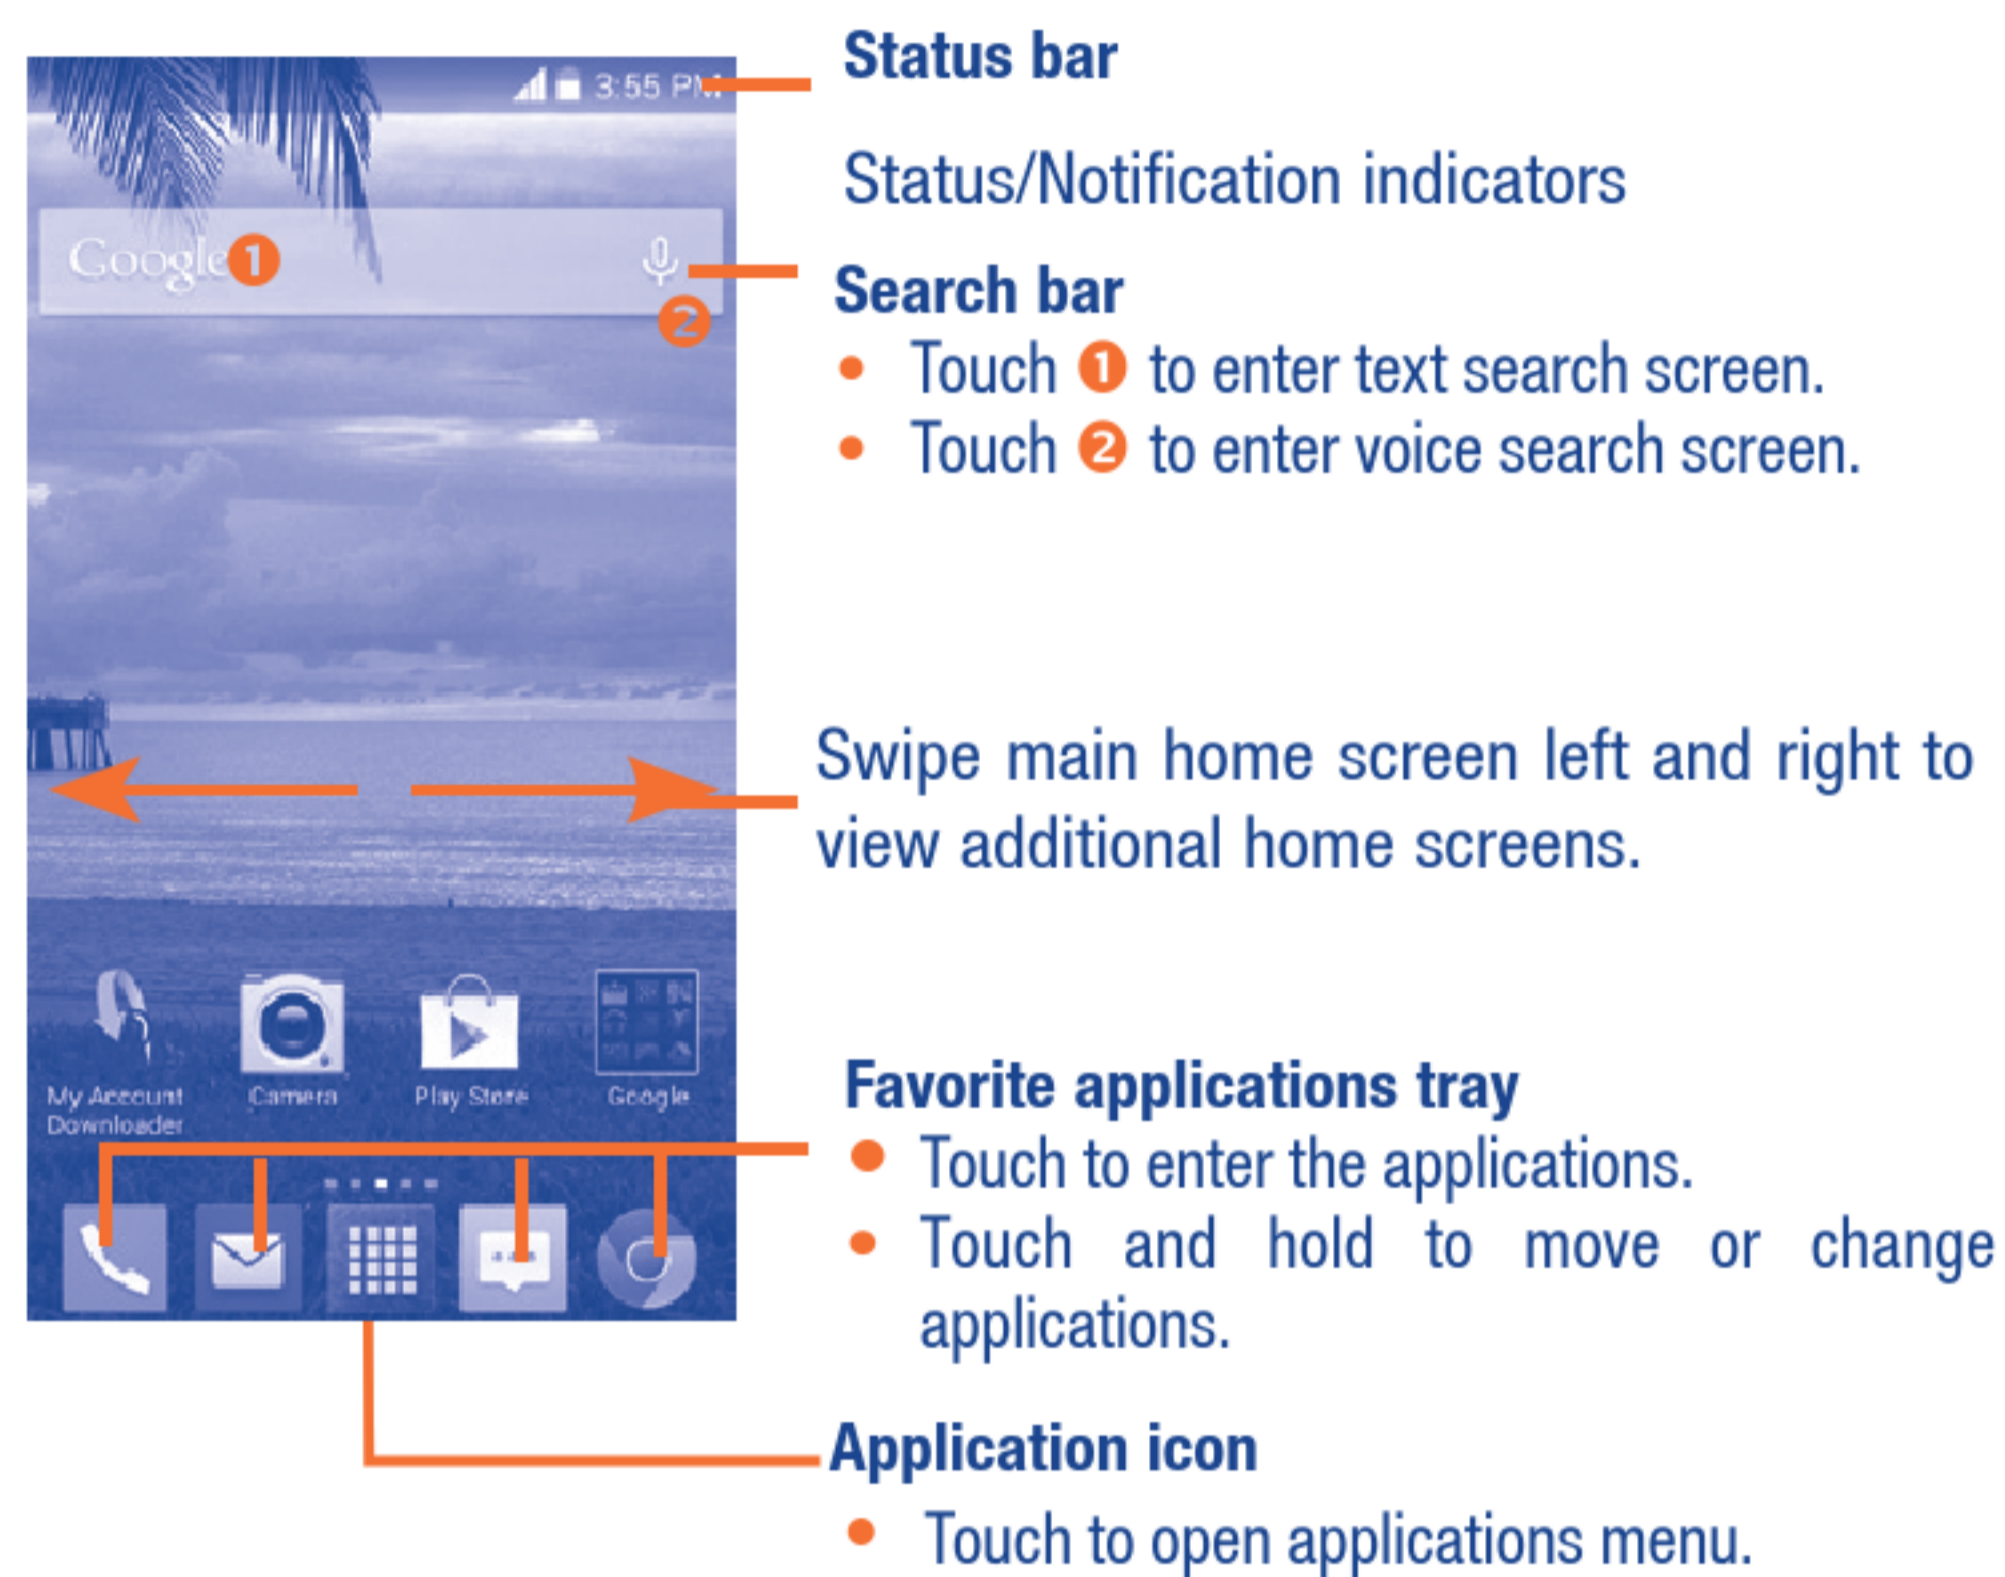 Status bar
3:55 PM
Status/Notification indicators
Google 1
2
Search bar
• Touch 1 to enter text search screen.
• Touch 2 to enter voice search screen.
Swipe main home screen left and right to
view additional home screens.
My Account
Downloader
Camera
Play Store
Google
Favorite applications tray
• Touch to enter the applications.
• Touch and hold to move or change
applications.
Application icon
• Touch to open applications menu.